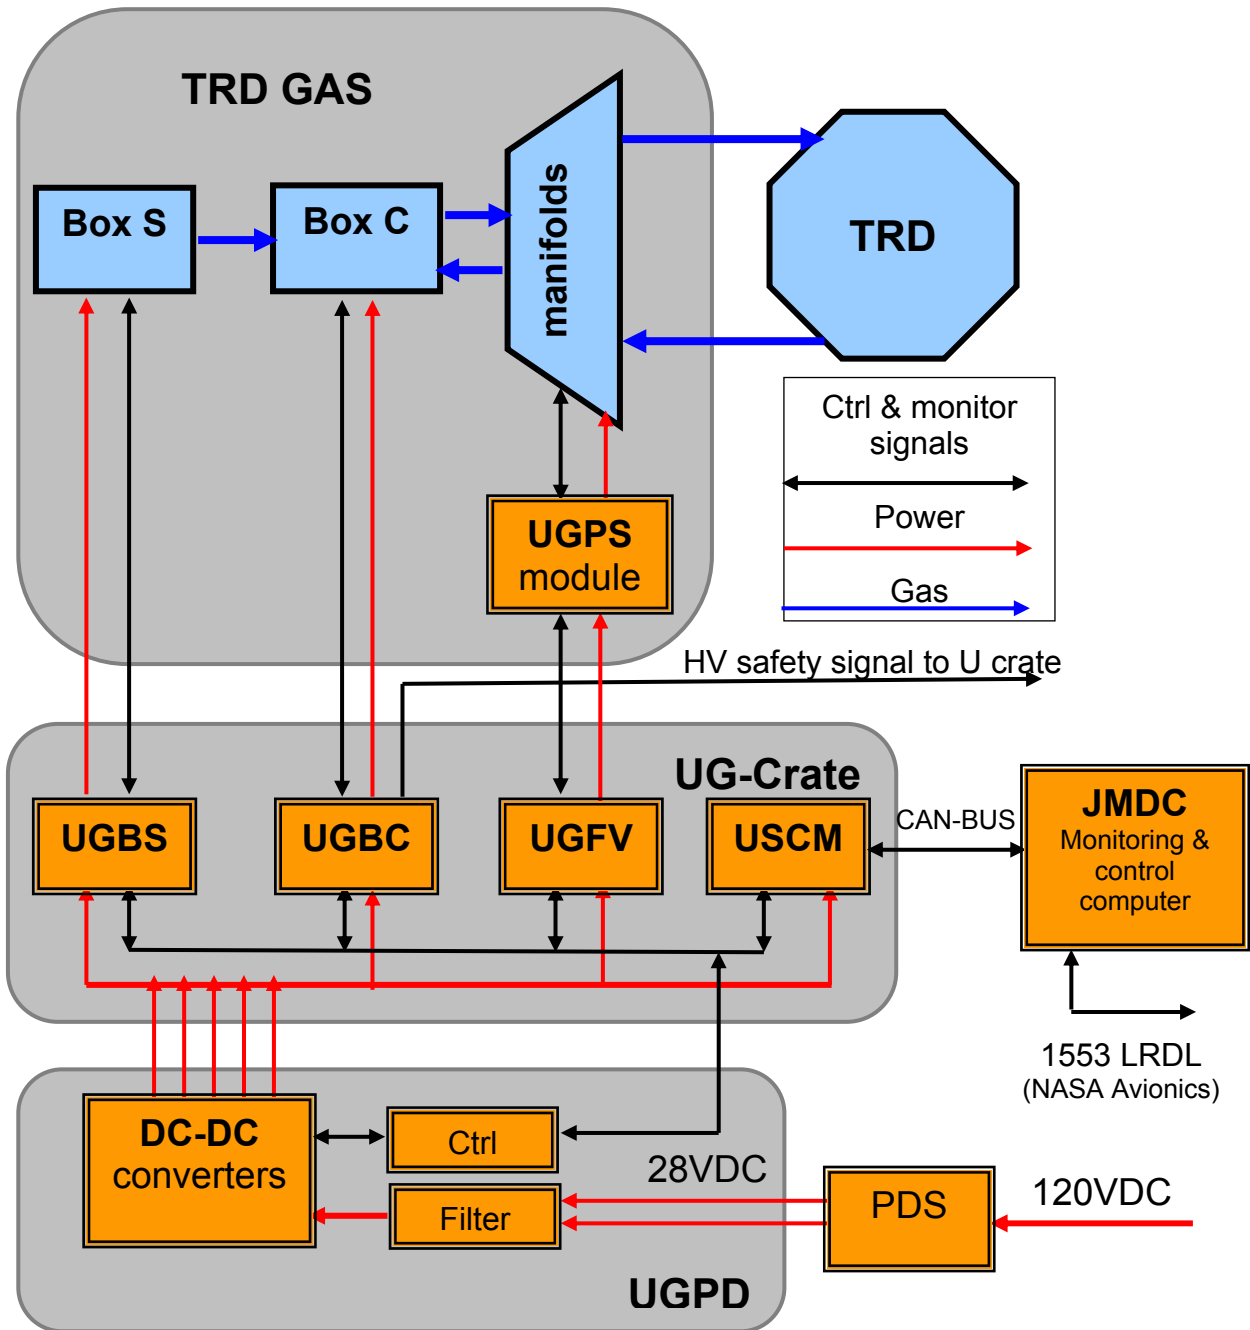 TRD GAS
Box S
Box C
manifolds
TRD
Ctrl & monitor
signals
Power
Gas
UGPS
module
HV safety signal to U crate
UG-Crate
UGBS
UGBC
UGFV
USCM
CAN-BUS
JMDC
Monitoring &
control
computer
1553 LRDL
(NASA Avionics)
DC-DC
converters
Ctrl
Filter
28VDC
PDS
120VDC
UGPD